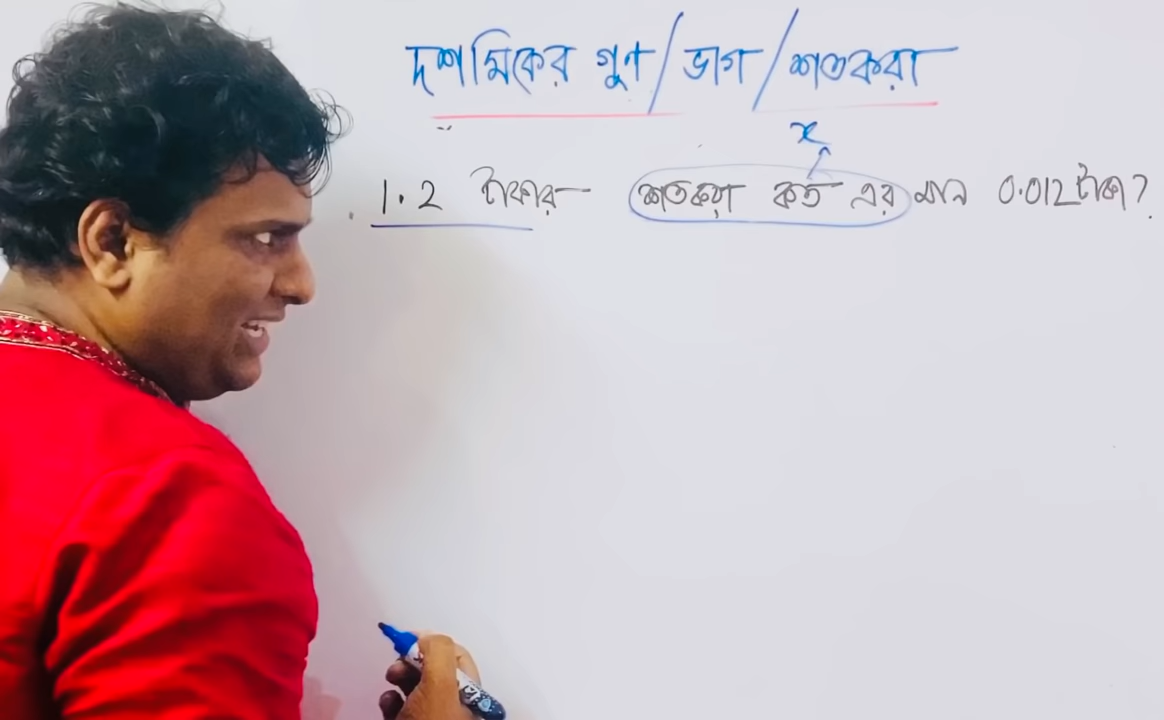 দশমিকের গুণ/ভাগ/শতকরা
x
1.2 টাকার শতকরা কত এর মান 0.012 টাকা?